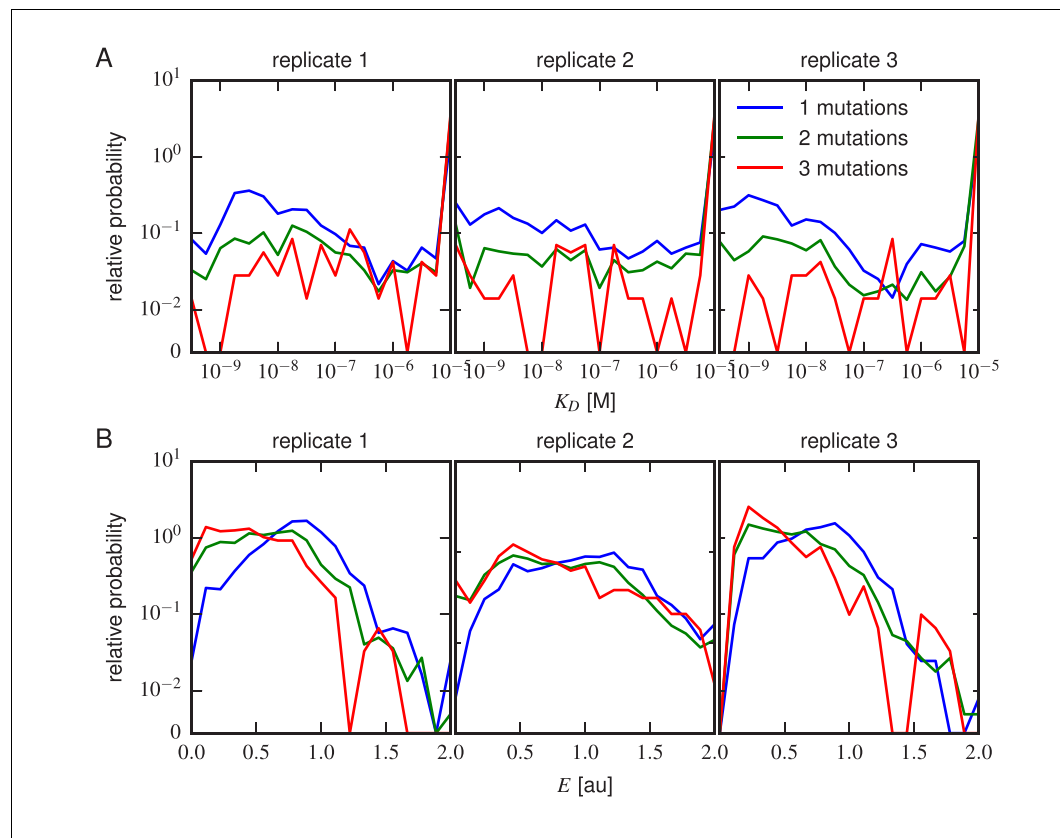 A
replicate 1
replicate 2
replicate 3
relative probability
10^1
10^0
10^−1
10^−2
0
1 mutations
2 mutations
3 mutations
10^−9 10^−8 10^−7 10^−6 10^−5
10^−9 10^−8 10^−7 10^−6 10^−5
10^−9 10^−8 10^−7 10^−6 10^−5
K_D [M]
B
replicate 1
replicate 2
replicate 3
relative probability
10^1
10^0
10^−1
10^−2
0
0.0 0.5 1.0 1.5 2.0
0.5 1.0 1.5 2.0
0.5 1.0 1.5 2.0
E [au]